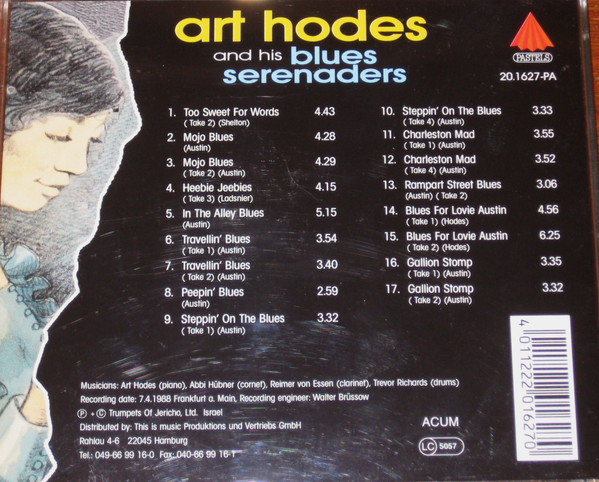 art hodes
and his blues
serenaders
PASTELS
20.1627-PA
1. Too Sweet For Words 4.43
( Take 2) (Shelton)
2. Mojo Blues 4.28
(Austin)
3. Mojo Blues 4.29
( Take 2) (Austin)
4. Heebie Jeebies 4.15
( Take 3) (Ladsnier)
5. In The Alley Blues 5.15
(Austin)
6. Travellin' Blues 3.54
( Take 1) (Austin)
7. Travellin' Blues 3.40
( Take 2) (Austin)
8. Peepin' Blues 2.59
(Austin)
9. Steppin' On The Blues 3.32
( Take 1) (Austin)
10. Steppin' On The Blues 3.33
( Take 4) (Austin)
11. Charleston Mad 3.55
( Take 1) (Austin)
12. Charleston Mad 3.52
( Take 4) (Austin)
13. Rampart Street Blues 3.06
(Austin) ( Take 2)
14. Blues For Lovie Austin 4.56
( Take 1) (Hodes)
15. Blues For Lovie Austin 6.25
( Take 2) (Hodes)
16. Gallion Stomp 3.35
( Take 1) (Austin)
17. Gallion Stomp 3.32
( Take 2) (Austin)
4 011222 016270
Musicians: Art Hodes (piano), Abbi Hübner (cornet), Reimer von Essen (clarinet), Trevor Richards (drums)
Recording date: 7.4.1988 Frankfurt a. Main, Recording engineer: Walter Brüssow
P + C Trumpets Of Jericho, Ltd. Israel
Distributed by: This is music Produktions und Vertriebs GmbH
Rahlau 4-6 22045 Hamburg
Tel.: 049-66 99 16-0 Fax: 040-66 99 16-1
ACUM
LC 5057